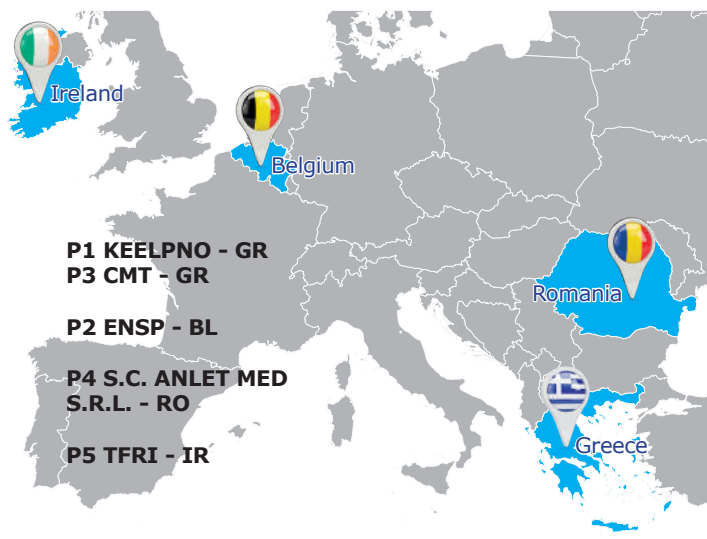 Ireland
Belgium
P1 KEELPNO - GR
P3 CMT - GR
P2 ENSP - BL
P4 S.C. ANLET MED
S.R.L. - RO
P5 TFRI - IR
Romania
Greece